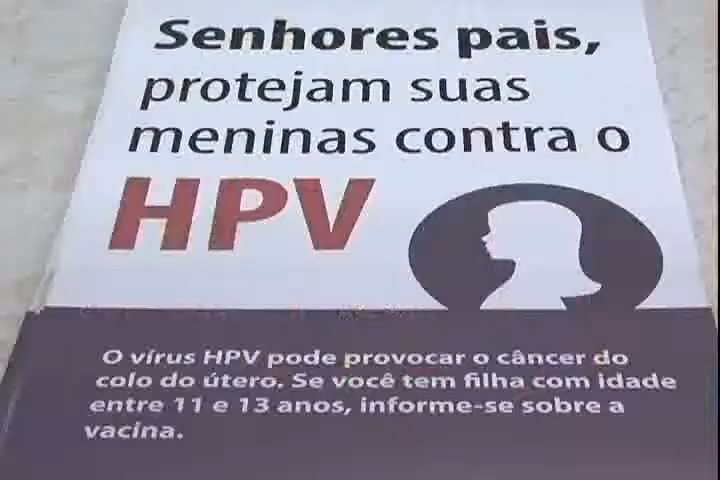 Senhores pais,
protejam suas
meninas contra o
HPV
O vírus HPV pode provocar o câncer do
colo do útero. Se você tem filha com idade
entre 11 e 13 anos, informe-se sobre a
vacina.